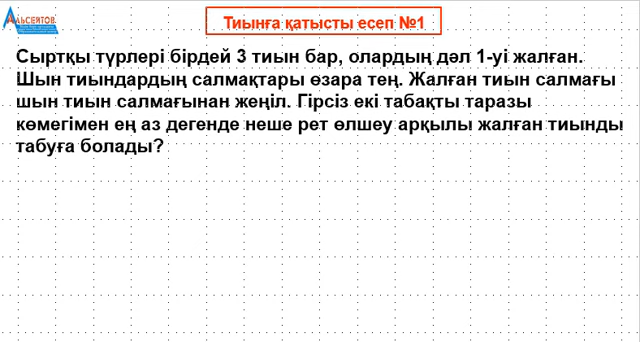 АЛЬСЕИТОВ
Тиынға қатысты есеп №1
Сыртқы түрлері бірдей 3 тиын бар, олардың дәл 1-уі жалған.
Шын тиындардың салмақтары өзара тең. Жалған тиын салмағы
шын тиын салмағынан жеңіл. Гірсіз екі табақты таразы
көмегімен ең аз дегенде неше рет өлшеу арқылы жалған тиынды
табуға болады?